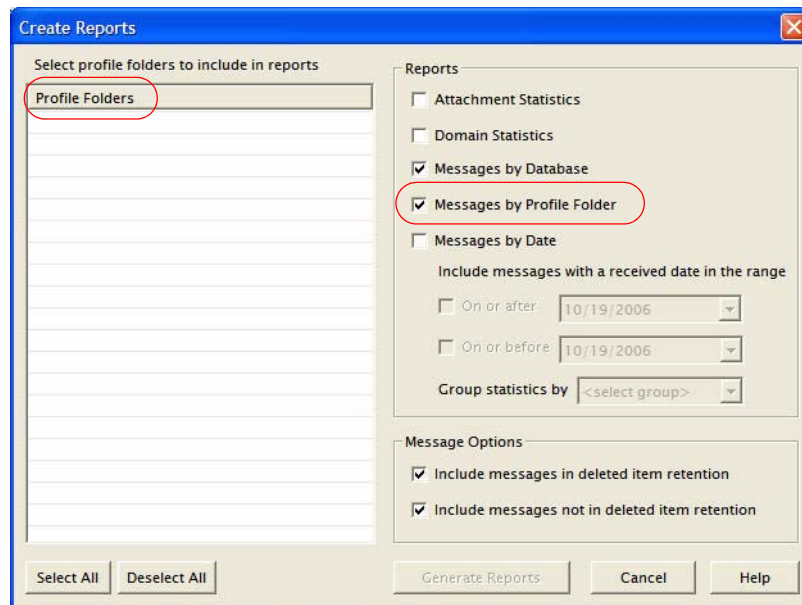 Create Reports
Select profile folders to include in reports
Profile Folders
Reports
Attachment Statistics
Domain Statistics
Messages by Database
Messages by Profile Folder
Messages by Date
Include messages with a received date in the range
On or after 10/19/2006
On or before 10/19/2006
Group statistics by <select group>
Message Options
Include messages in deleted item retention
Include messages not in deleted item retention
Select All Deselect All Generate Reports Cancel Help